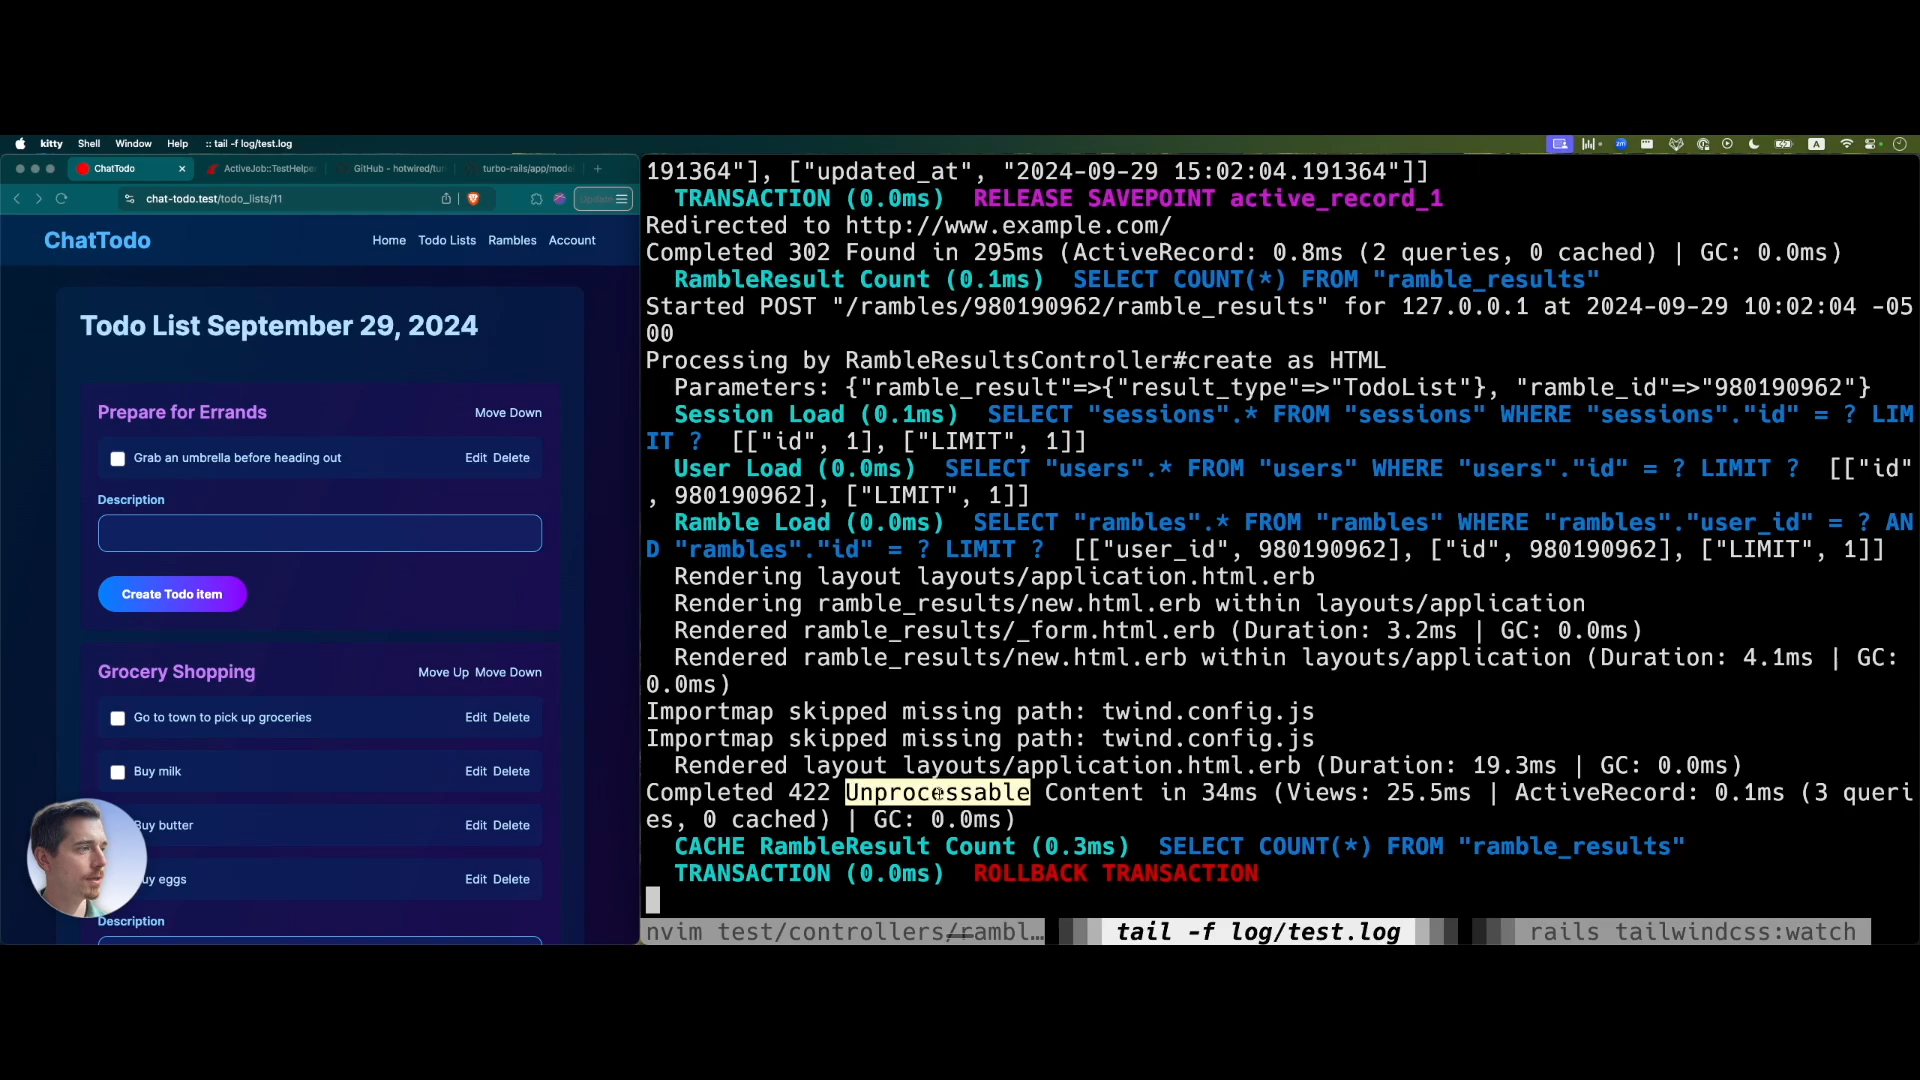 kitty Shell Window Help :: tail -f log/test.log
ChatTodo
ActiveJob::TestHelper
GitHub - hotwired/tur
turbo-rails/app/mode
chat-todo.test/todo_lists/11
Update
ChatTodo
Home Todo Lists Rambles Account
Todo List September 29, 2024
Prepare for Errands
Move Down
Grab an umbrella before heading out
Edit Delete
Description
Create Todo item
Grocery Shopping
Move Up Move Down
Go to town to pick up groceries
Edit Delete
Buy milk
Edit Delete
Buy butter
Edit Delete
uy eggs
Edit Delete
Description
191364"], ["updated_at", "2024-09-29 15:02:04.191364"]]
TRANSACTION (0.0ms) RELEASE SAVEPOINT active_record_1
Redirected to http://www.example.com/
Completed 302 Found in 295ms (ActiveRecord: 0.8ms (2 queries, 0 cached) | GC: 0.0ms)
RambleResult Count (0.1ms) SELECT COUNT(*) FROM "ramble_results"
Started POST "/rambles/980190962/ramble_results" for 127.0.0.1 at 2024-09-29 10:02:04 -05
00
Processing by RambleResultsController#create as HTML
Parameters: {"ramble_result"=>{"result_type"=>"TodoList"}, "ramble_id"=>"980190962"}
Session Load (0.1ms) SELECT "sessions".* FROM "sessions" WHERE "sessions"."id" = ? LIM
IT ? [["id", 1], ["LIMIT", 1]]
User Load (0.0ms) SELECT "users".* FROM "users" WHERE "users"."id" = ? LIMIT ? [["id"
, 980190962], ["LIMIT", 1]]
Ramble Load (0.0ms) SELECT "rambles".* FROM "rambles" WHERE "rambles"."user_id" = ? AN
D "rambles"."id" = ? LIMIT ? [["user_id", 980190962], ["id", 980190962], ["LIMIT", 1]]
Rendering layout layouts/application.html.erb
Rendering ramble_results/new.html.erb within layouts/application
Rendered ramble_results/_form.html.erb (Duration: 3.2ms | GC: 0.0ms)
Rendered ramble_results/new.html.erb within layouts/application (Duration: 4.1ms | GC:
0.0ms)
Importmap skipped missing path: twind.config.js
Importmap skipped missing path: twind.config.js
Rendered layout layouts/application.html.erb (Duration: 19.3ms | GC: 0.0ms)
Completed 422 Unprocessable Content in 34ms (Views: 25.5ms | ActiveRecord: 0.1ms (3 queri
es, 0 cached) | GC: 0.0ms)
CACHE RambleResult Count (0.3ms) SELECT COUNT(*) FROM "ramble_results"
TRANSACTION (0.0ms) ROLLBACK TRANSACTION
nvim test/controllers/rambl…
tail -f log/test.log
rails tailwindcss:watch